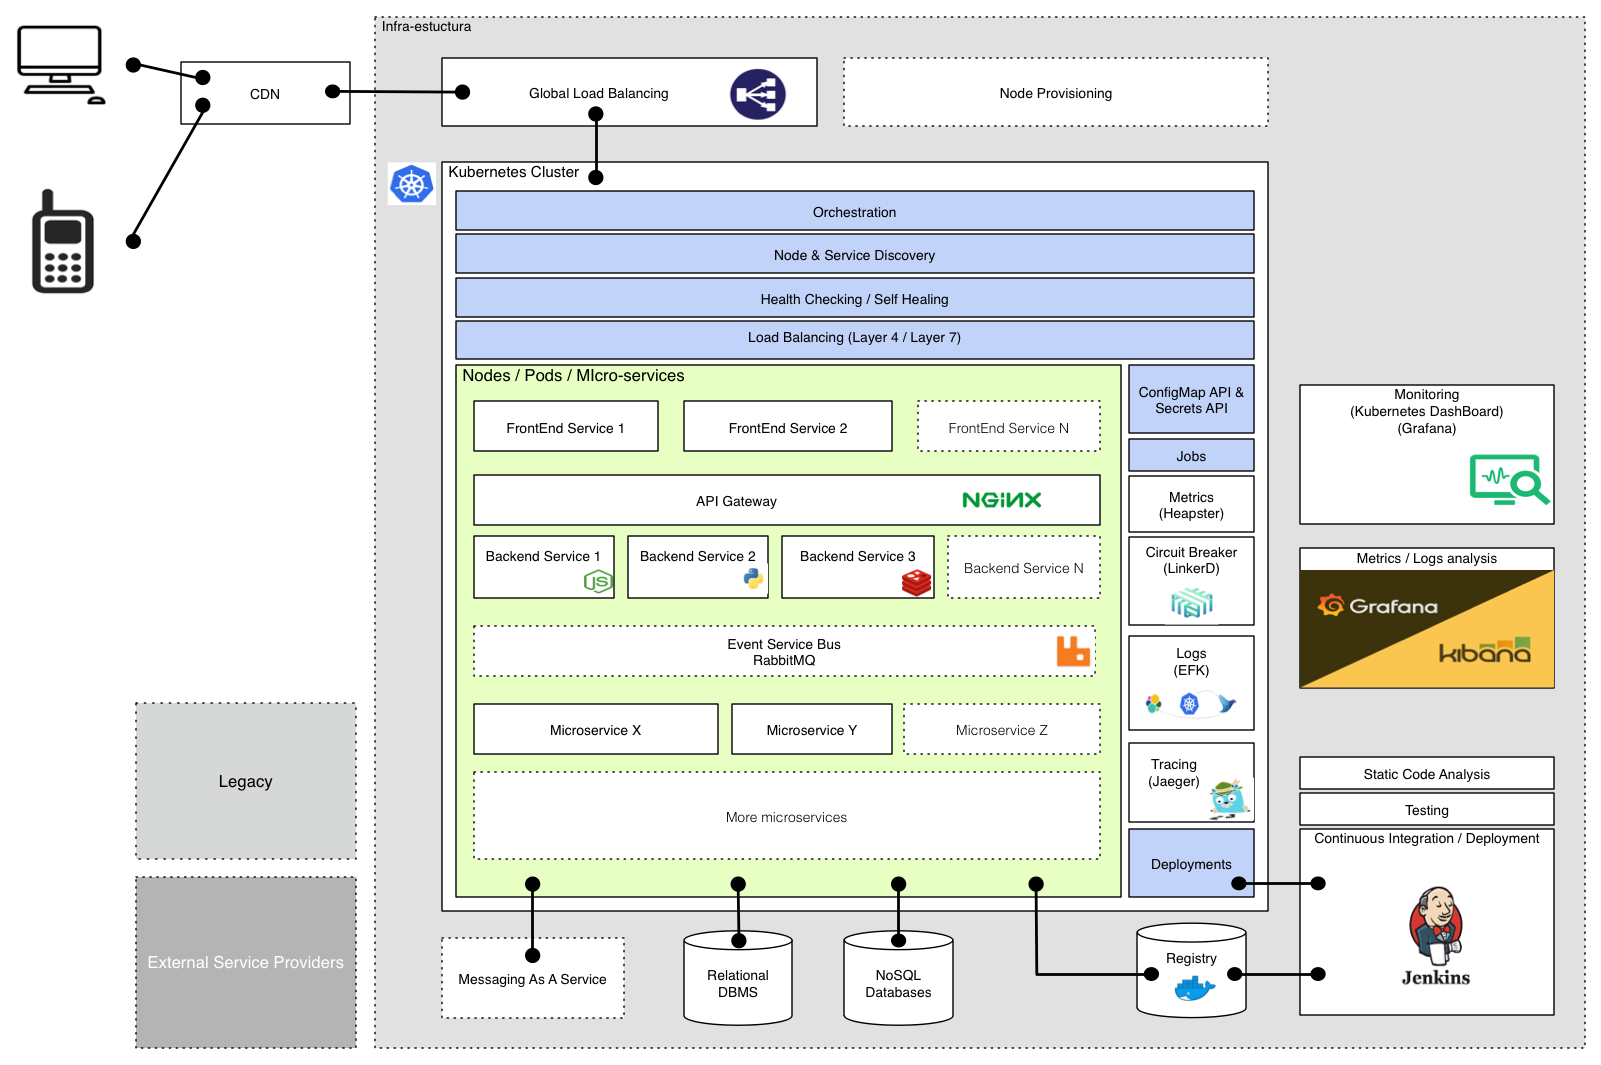 Infra-estuctura
CDN
Global Load Balancing
Node Provisioning
Kubernetes Cluster
Orchestration
Node & Service Discovery
Health Checking / Self Healing
Load Balancing (Layer 4 / Layer 7)
Nodes / Pods / MIcro-services
FrontEnd Service 1
FrontEnd Service 2
FrontEnd Service N
API Gateway
NGiNX
Backend Service 1
JS
Backend Service 2
Backend Service 3
Backend Service N
Event Service Bus
RabbitMQ
Microservice X
Microservice Y
Microservice Z
More microservices
ConfigMap API &
Secrets API
Jobs
Metrics
(Heapster)
Circuit Breaker
(LinkerD)
Logs
(EFK)
Tracing
(Jaeger)
Deployments
Monitoring
(Kubernetes DashBoard)
(Grafana)
Metrics / Logs analysis
Grafana
kibana
Static Code Analysis
Testing
Continuous Integration / Deployment
Jenkins
Legacy
External Service Providers
Messaging As A Service
Relational
DBMS
NoSQL
Databases
Registry